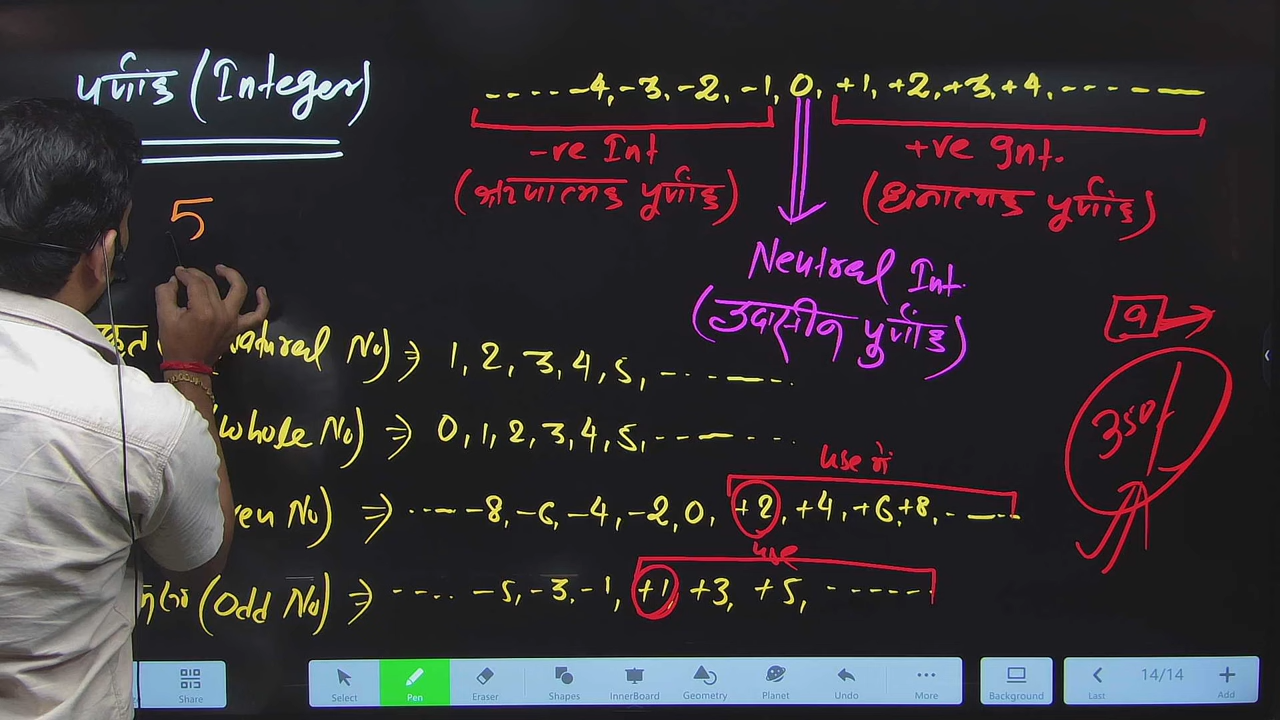 पूर्णांक (Integer)
----- -4, -3, -2, -1, 0, +1, +2, +3, +4, ------
-ve Int
+ve Int.
(ऋणात्मक पूर्णांक)
(धनात्मक पूर्णांक)
5
Neutral Int.
(उदासीन पूर्णांक)
9
350/
Natural No) ⇒ 1, 2, 3, 4, 5, ------
(whole No) ⇒ 0, 1, 2, 3, 4, 5, ------
use में
No) ⇒ ---- -8, -6, -4, -2, 0, +2, +4, +6, +8, ----
use
(Odd No) ⇒ ---- -5, -3, -1, +1, +3, +5, ------
Share
Select
Pen
Eraser
Shapes
InnerBoard
Geometry
Planet
Undo
More
Background
Last
14/14
Add